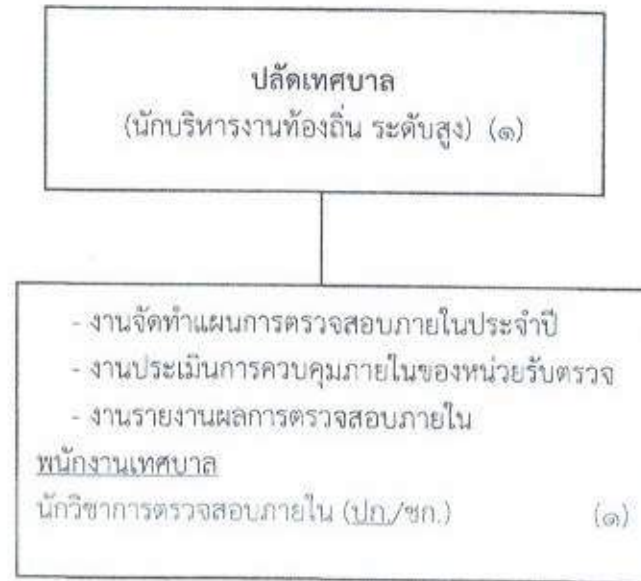 ปลัดเทศบาล
(นักบริหารงานท้องถิ่น ระดับสูง) (๑)
- งานจัดทำแผนการตรวจสอบภายในประจำปี
- งานประเมินการควบคุมภายในของหน่วยรับตรวจ
- งานรายงานผลการตรวจสอบภายใน
พนักงานเทศบาล
นักวิชาการตรวจสอบภายใน (ปก./ชก.) (๑)